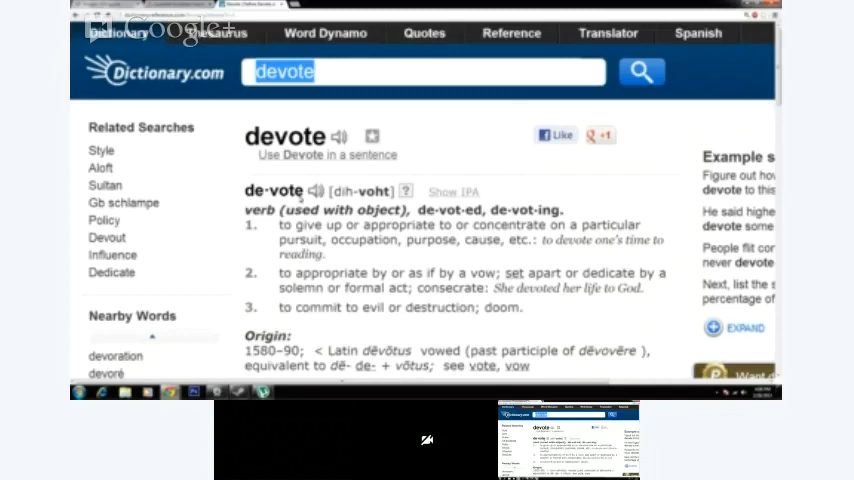 Google+
Dictionary Thesaurus Word Dynamo Quotes Reference Translator Spanish
Dictionary.com devote
Related Searches
Style
Aloft
Sultan
Gb schlampe
Policy
Devout
Influence
Dedicate
Nearby Words
devoration
devoré
devote
Use Devote in a sentence
Like +1
de·vote [dih-voht] ? Show IPA
verb (used with object), de·vot·ed, de·vot·ing.
1. to give up or appropriate to or concentrate on a particular
pursuit, occupation, purpose, cause, etc.: to devote one's time to
reading.
2. to appropriate by or as if by a vow; set apart or dedicate by a
solemn or formal act; consecrate: She devoted her life to God.
3. to commit to evil or destruction; doom.
Origin:
1580–90; < Latin dēvōtus vowed (past participle of dēvovēre ),
equivalent to dē- de- + vōtus; see vote, vow
Example s
Figure out how
devote to this
He said highe
devote some
People flit cor
never devote
Next, list the s
percentage of
EXPAND
Want d